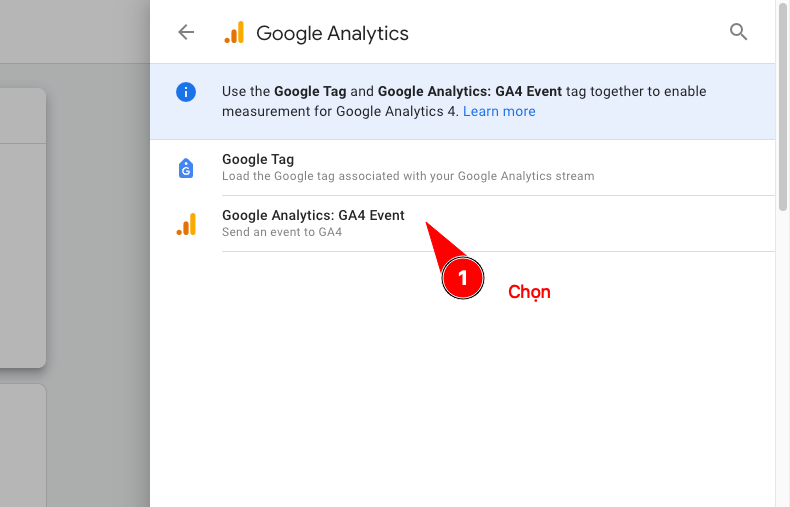 Google Analytics
Use the Google Tag and Google Analytics: GA4 Event tag together to enable
measurement for Google Analytics 4. Learn more
G
Google Tag
Load the Google tag associated with your Google Analytics stream
Google Analytics: GA4 Event
Send an event to GA4
1
Chọn